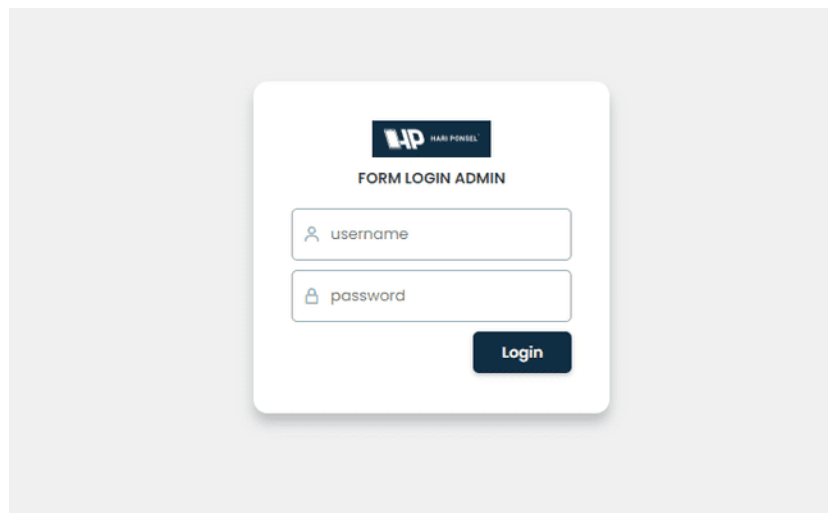 HP HARI PONSEL
FORM LOGIN ADMIN
username
password
Login